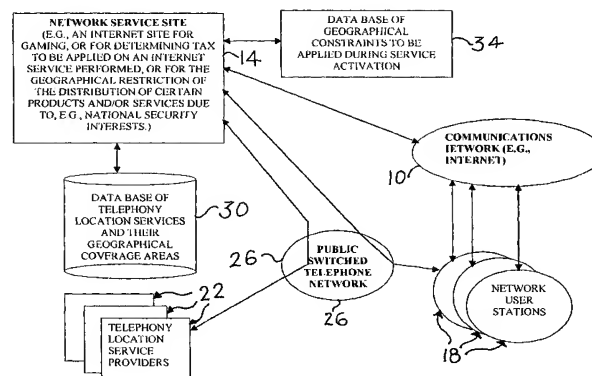 NETWORK SERVICE SITE
(E.G., AN INTERNET SITE FOR
GAMING, OR FOR DETERMINING TAX
TO BE APPLIED ON AN INTERNET
SERVICE PERFORMED, OR FOR THE
GEOGRAPHICAL RESTRICTION OF
THE DISTRIBUTION OF CERTAIN
PRODUCTS AND/OR SERVICES DUE
TO, E.G., NATIONAL SECURITY
INTERESTS.)
14
DATA BASE OF
GEOGRAPHICAL
CONSTRAINTS TO BE
APPLIED DURING SERVICE
ACTIVATION
34
COMMUNICATIONS
IETWORK (E.G.,
INTERNET)
10
DATA BASE OF
TELEPHONY
LOCATION SERVICES
AND THEIR
GEOGRAPHICAL
COVERAGE AREAS
30
26
PUBLIC
SWITCHED
TELEPHONE
NETWORK
26
NETWORK
USER
STATIONS
18
22
TELEPHONY
LOCATION
SERVICE
PROVIDERS